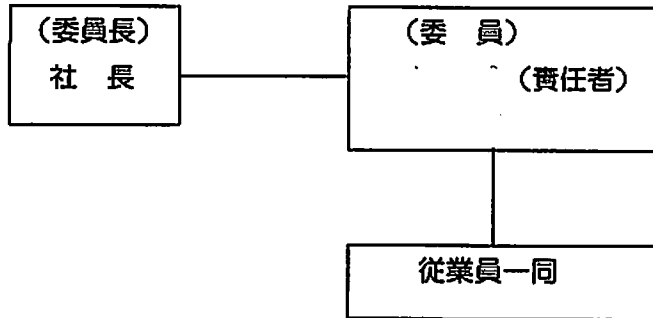 （委員長）
社　長
（委　員）
（責任者）
従業員一同